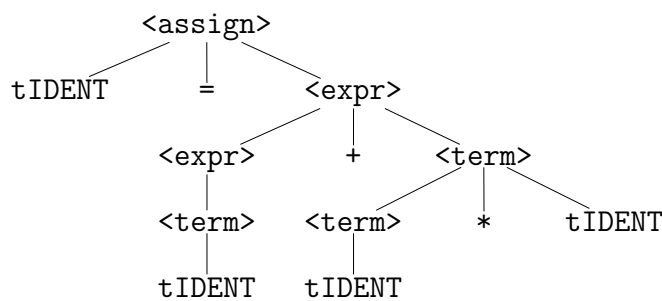 <assign>
tIDENT = <expr>
<expr> + <term>
<term> <term> * tIDENT
tIDENT tIDENT